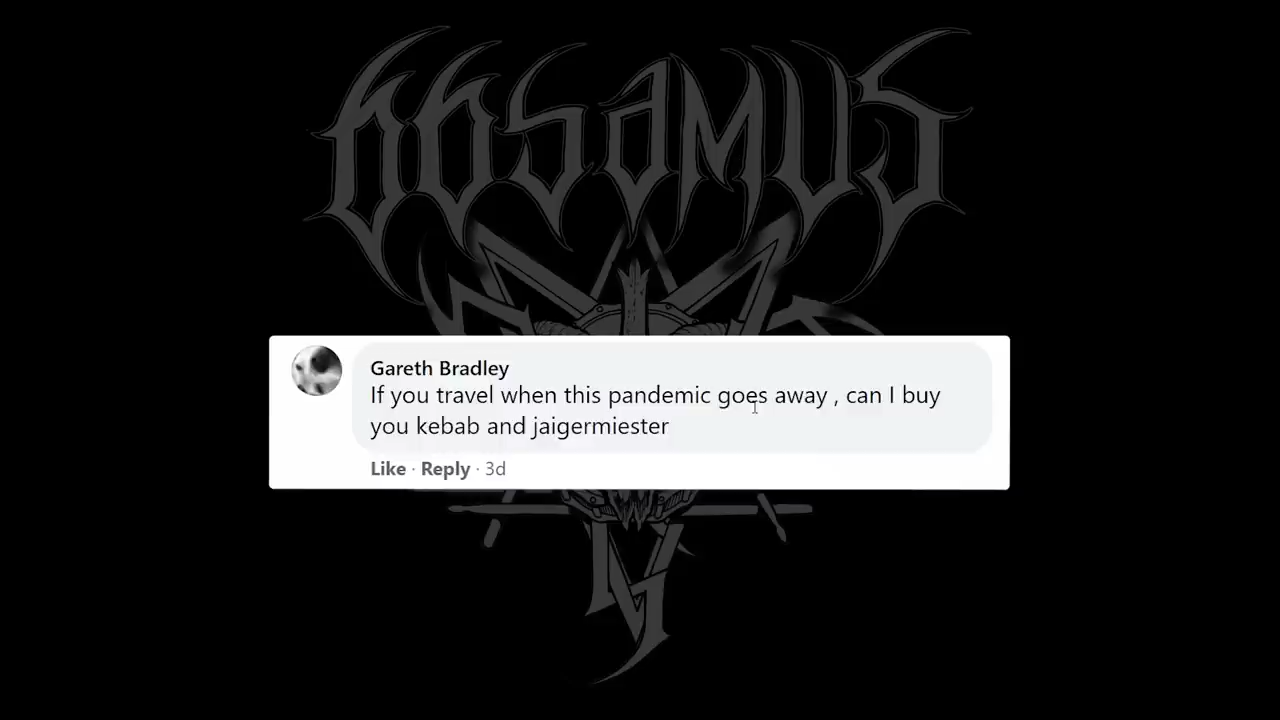 66SAMUS
Gareth Bradley
If you travel when this pandemic goes away , can I buy
you kebab and jaigermiester
Like · Reply · 3d